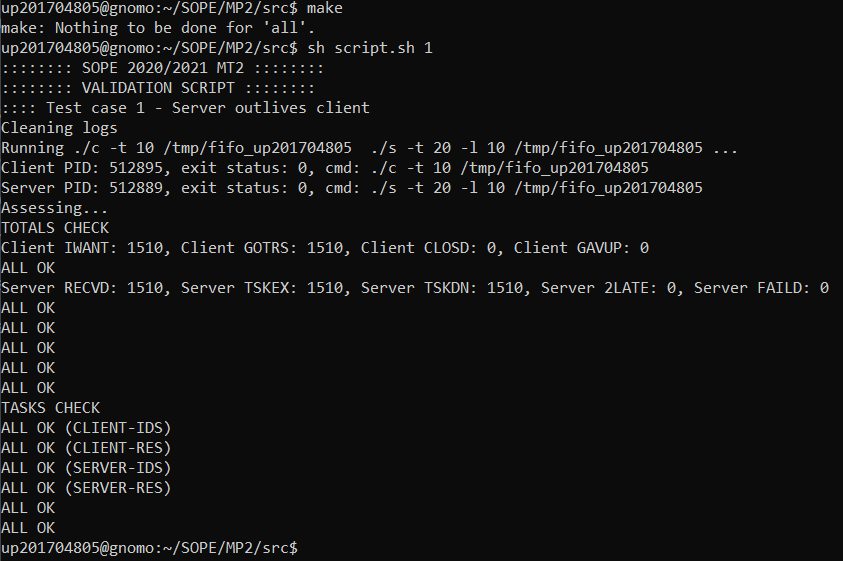 up201704805@gnomo:~/SOPE/MP2/src$ make
make: Nothing to be done for 'all'.
up201704805@gnomo:~/SOPE/MP2/src$ sh script.sh 1
:::::::: SOPE 2020/2021 MT2 ::::::::
:::::::: VALIDATION SCRIPT ::::::::
:::: Test case 1 - Server outlives client
Cleaning logs
Running ./c -t 10 /tmp/fifo_up201704805  ./s -t 20 -l 10 /tmp/fifo_up201704805 ...
Client PID: 512895, exit status: 0, cmd: ./c -t 10 /tmp/fifo_up201704805
Server PID: 512889, exit status: 0, cmd: ./s -t 20 -l 10 /tmp/fifo_up201704805
Assessing...
TOTALS CHECK
Client IWANT: 1510, Client GOTRS: 1510, Client CLOSD: 0, Client GAVUP: 0
ALL OK
Server RECVD: 1510, Server TSKEX: 1510, Server TSKDN: 1510, Server 2LATE: 0, Server FAILD: 0
ALL OK
ALL OK
ALL OK
ALL OK
ALL OK
TASKS CHECK
ALL OK (CLIENT-IDS)
ALL OK (CLIENT-RES)
ALL OK (SERVER-IDS)
ALL OK (SERVER-RES)
ALL OK
ALL OK
up201704805@gnomo:~/SOPE/MP2/src$